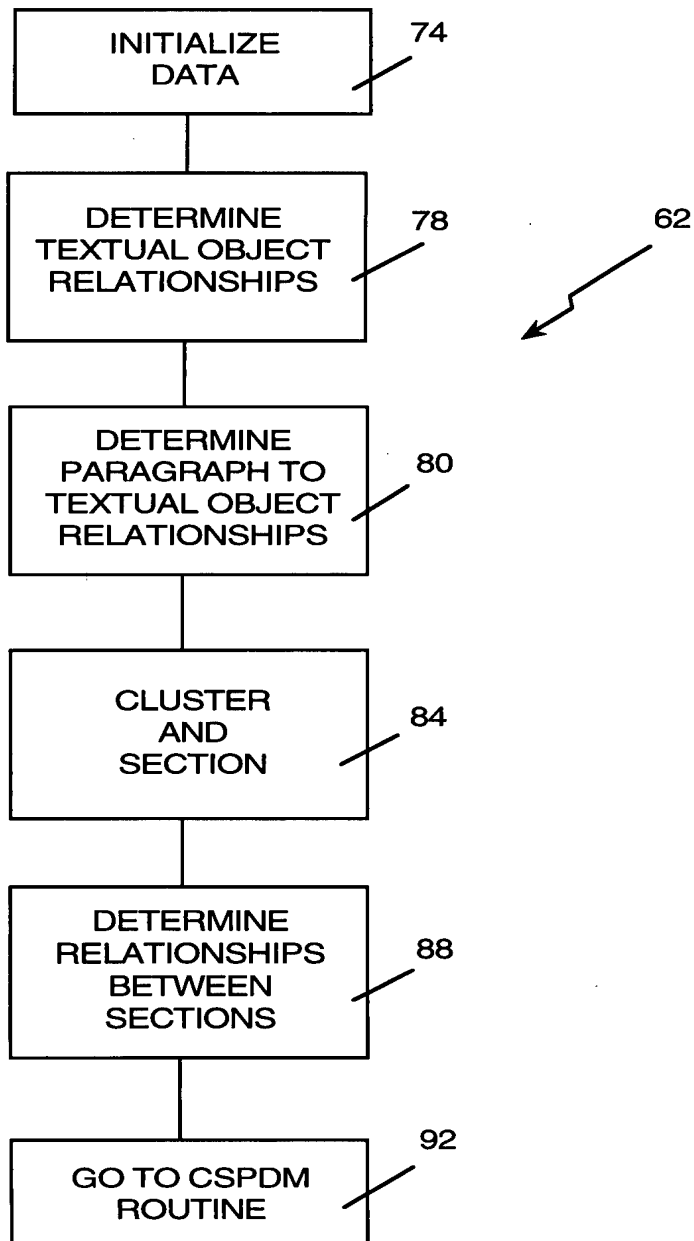 INITIALIZE
DATA
74
DETERMINE
TEXTUAL OBJECT
RELATIONSHIPS
78
62
DETERMINE
PARAGRAPH TO
TEXTUAL OBJECT
RELATIONSHIPS
80
CLUSTER
AND
SECTION
84
DETERMINE
RELATIONSHIPS
BETWEEN
SECTIONS
88
GO TO CSPDM
ROUTINE
92